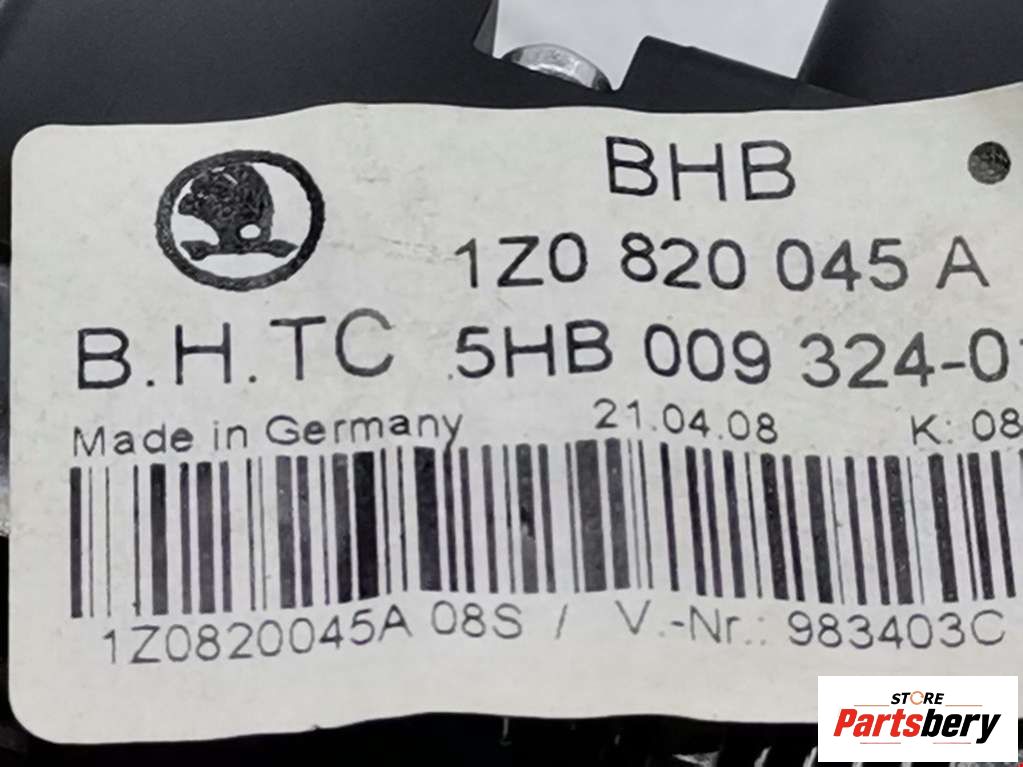 BHB
1Z0 820 045 A
B.H.TC 5HB 009 324-0
Made in Germany 21.04.08 K: 08
1Z0820045A 08S / V.-Nr.: 983403C
STORE
Partsbery